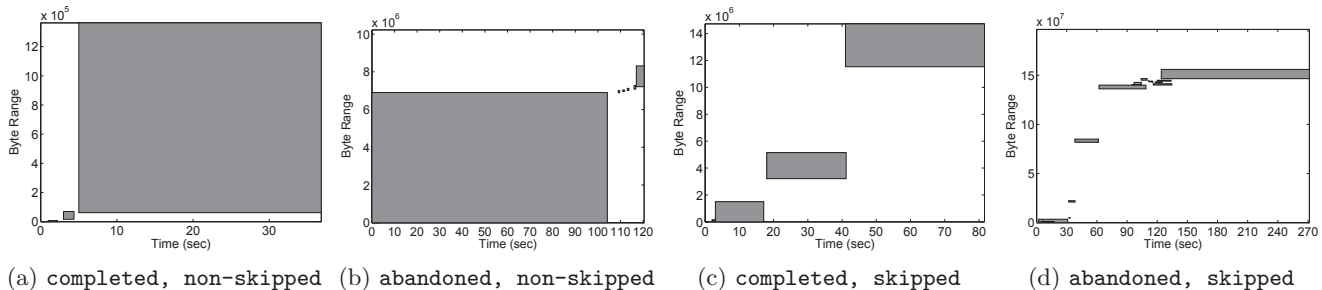 x 10^5
12
10
8
6
4
2
0
Byte Range
0 10 20 30
Time (sec)
(a) completed, non-skipped
x 10^6
10
8
6
4
2
0
Byte Range
0 10 20 30 40 50 60 70 80 90 100 110 120
Time (sec)
(b) abandoned, non-skipped
x 10^6
14
12
10
8
6
4
2
0
Byte Range
0 10 20 30 40 50 60 70 80
Time (sec)
(c) completed, skipped
x 10^7
15
10
5
0
Byte Range
0 30 60 90 120 150 180 210 240 270
Time (sec)
(d) abandoned, skipped